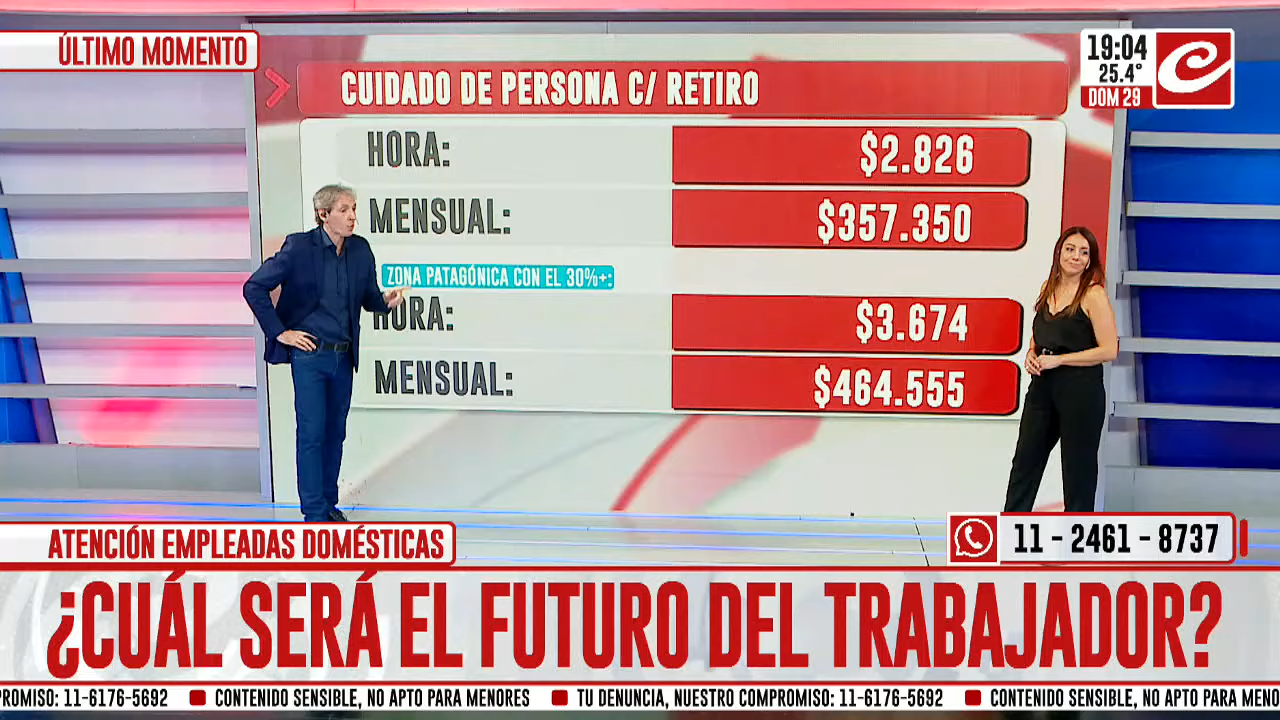 ÚLTIMO MOMENTO
19:04
25.4°
DOM 29
CUIDADO DE PERSONA C/ RETIRO
HORA: $2.826
MENSUAL: $357.350
ZONA PATAGÓNICA CON EL 30%+:
HORA: $3.674
MENSUAL: $464.555
ATENCIÓN EMPLEADAS DOMÉSTICAS
11 - 2461 - 8737
¿CUÁL SERÁ EL FUTURO DEL TRABAJADOR?
PROMISO: 11-6176-5692 CONTENIDO SENSIBLE, NO APTO PARA MENORES TU DENUNCIA, NUESTRO COMPROMISO: 11-6176-5692 CONTENIDO SENSIBLE, NO APTO PARA MENO